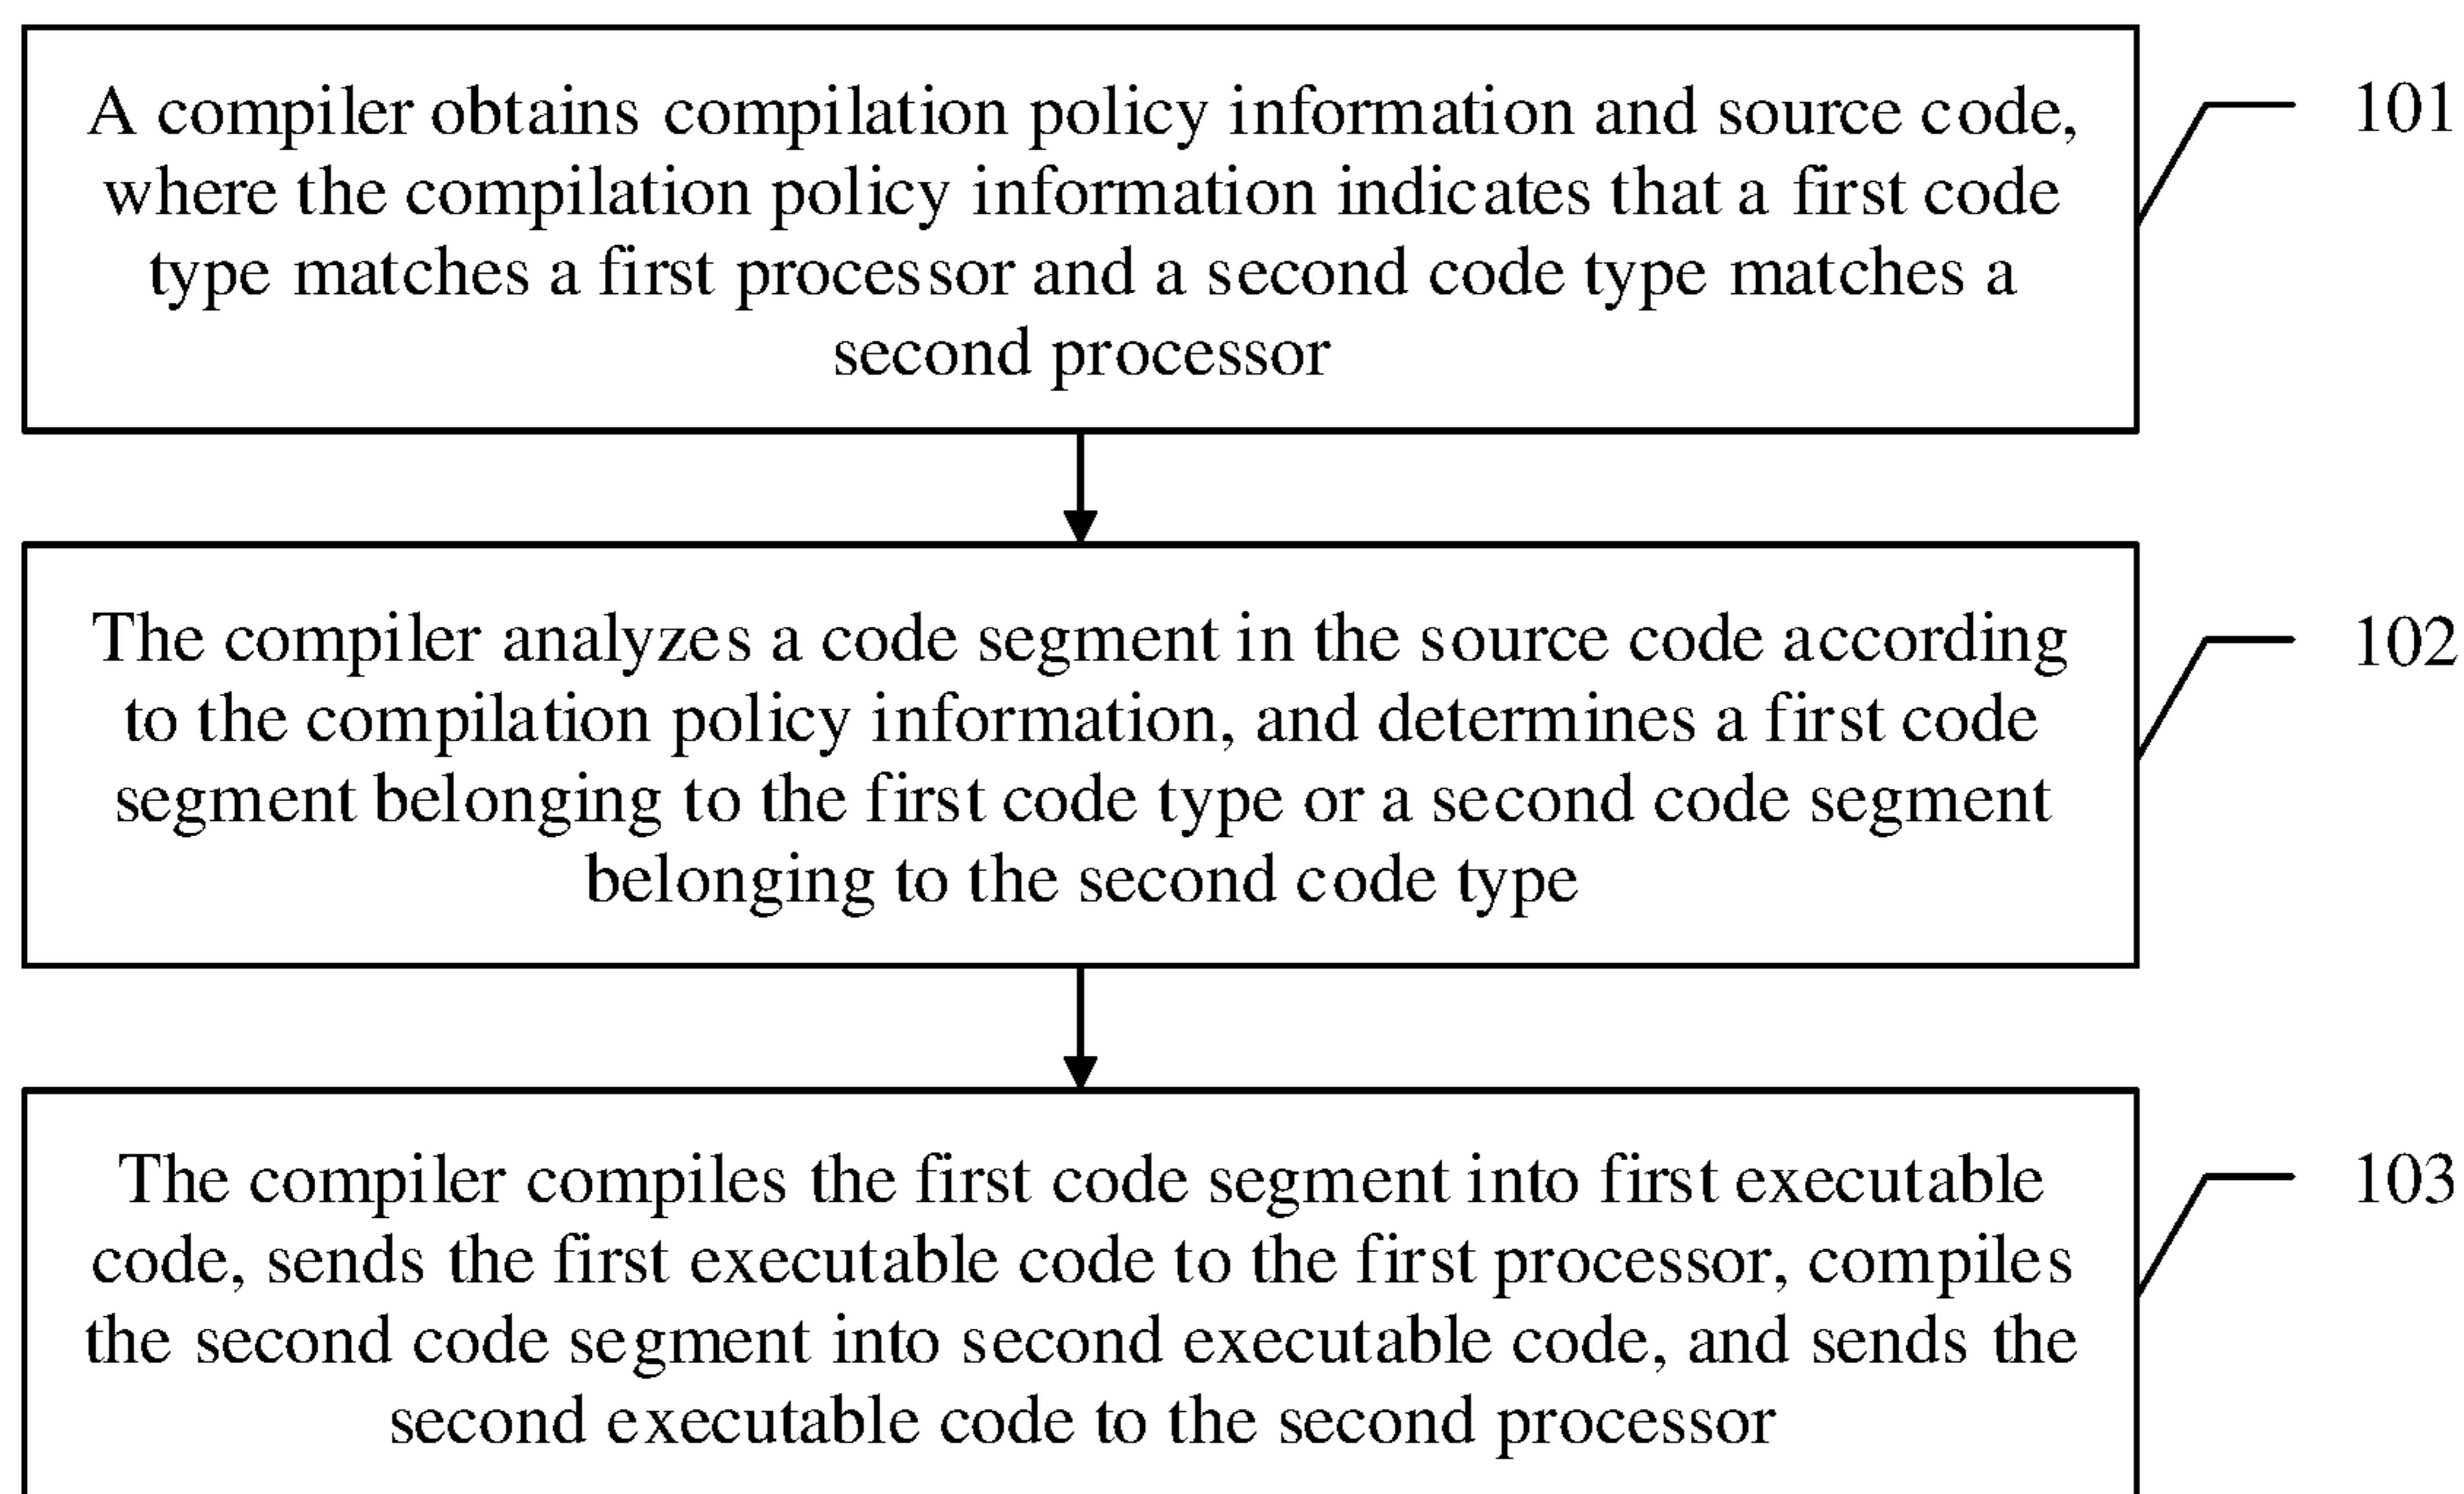 A compiler obtains compilation policy information and source code,
where the compilation policy information indicates that a first code
type matches a first processor and a second code type matches a
second processor
101
The compiler analyzes a code segment in the source code according
to the compilation policy information, and determines a first code
segment belonging to the first code type or a second code segment
belonging to the second code type
102
The compiler compiles the first code segment into first executable
code, sends the first executable code to the first processor, compiles
the second code segment into second executable code, and sends the
second executable code to the second processor
103